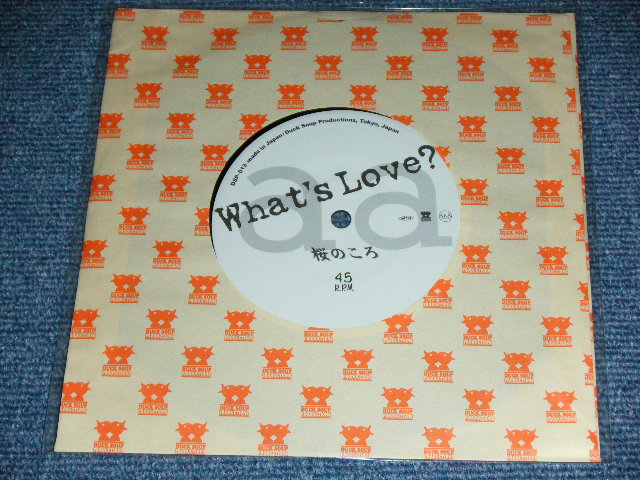 DSP-013 made in Japan/Duck Soup Productions, Tokyo, Japan
aa
What's Love?
桜のころ
45
R.P.M.
DUCK SOUP
PRODUCTIONS